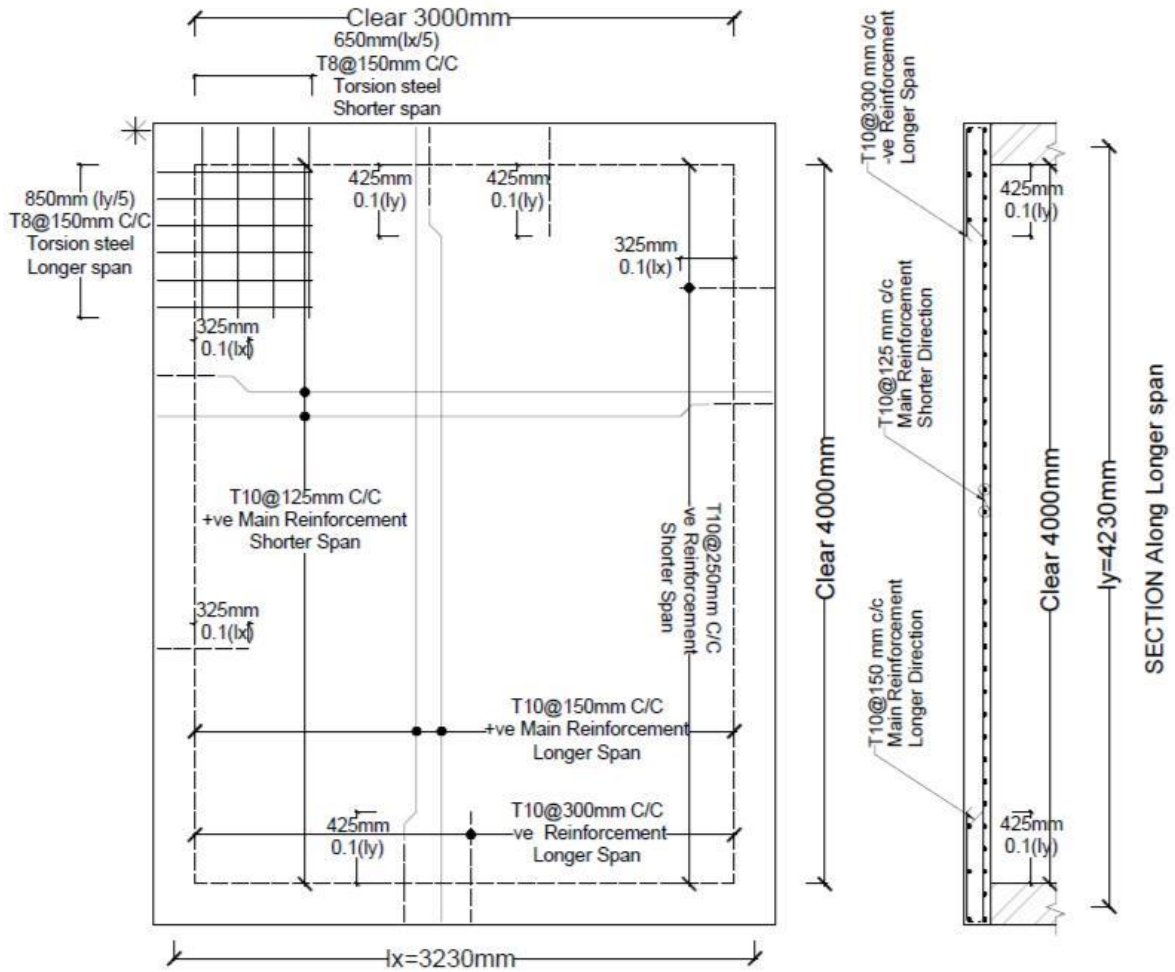 Clear 3000mm
650mm(lx/5)
T8@150mm C/C
Torsion steel
Shorter span
850mm (ly/5)
T8@150mm C/C
Torsion steel
Longer span
425mm
0.1(ly)
425mm
0.1(ly)
325mm
0.1(lx)
325mm
0.1(lx)
T10@125mm C/C
+ve Main Reinforcement
Shorter Span
T10@250mm C/C
-ve Reinforcement
Shorter Span
325mm
0.1(lx)
T10@150mm C/C
+ve Main Reinforcement
Longer Span
T10@300mm C/C
-ve Reinforcement
Longer Span
425mm
0.1(ly)
lx=3230mm
Clear 4000mm
T10@300 mm c/c
-ve Reinforcement
Longer Span
425mm
0.1(ly)
T10@125 mm c/c
Main Reinforcement
Shorter Direction
T10@150 mm c/c
Main Reinforcement
Longer Direction
425mm
0.1(ly)
Clear 4000mm
ly=4230mm
SECTION Along Longer span